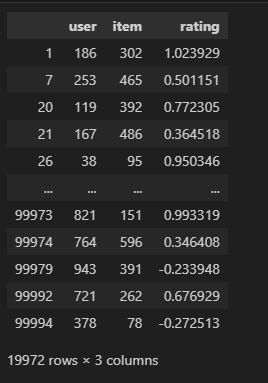 user item rating
1 186 302 1.023929
7 253 465 0.501151
20 119 392 0.772305
21 167 486 0.364518
26 38 95 0.950346
... ... ... ...
99973 821 151 0.993319
99974 764 596 0.346408
99979 943 391 -0.233948
99992 721 262 0.676929
99994 378 78 -0.272513
19972 rows × 3 columns